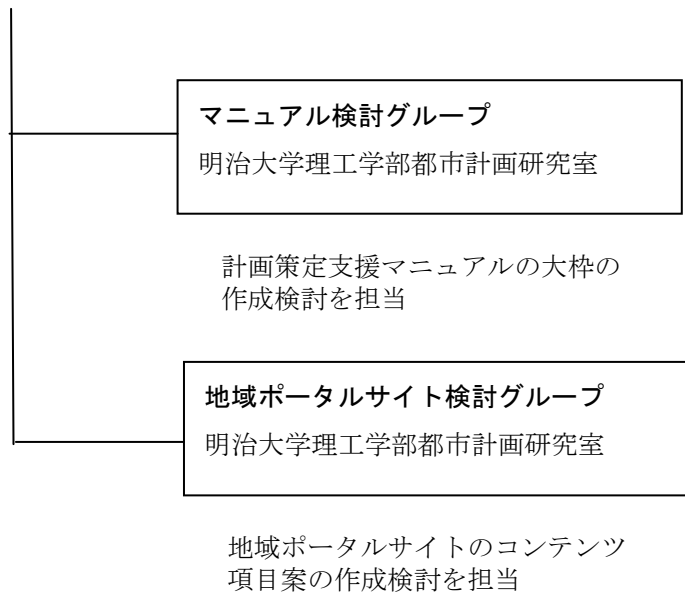 マニュアル検討グループ
明治大学理工学部都市計画研究室
計画策定支援マニュアルの大枠の
作成検討を担当
地域ポータルサイト検討グループ
明治大学理工学部都市計画研究室
地域ポータルサイトのコンテンツ
項目案の作成検討を担当